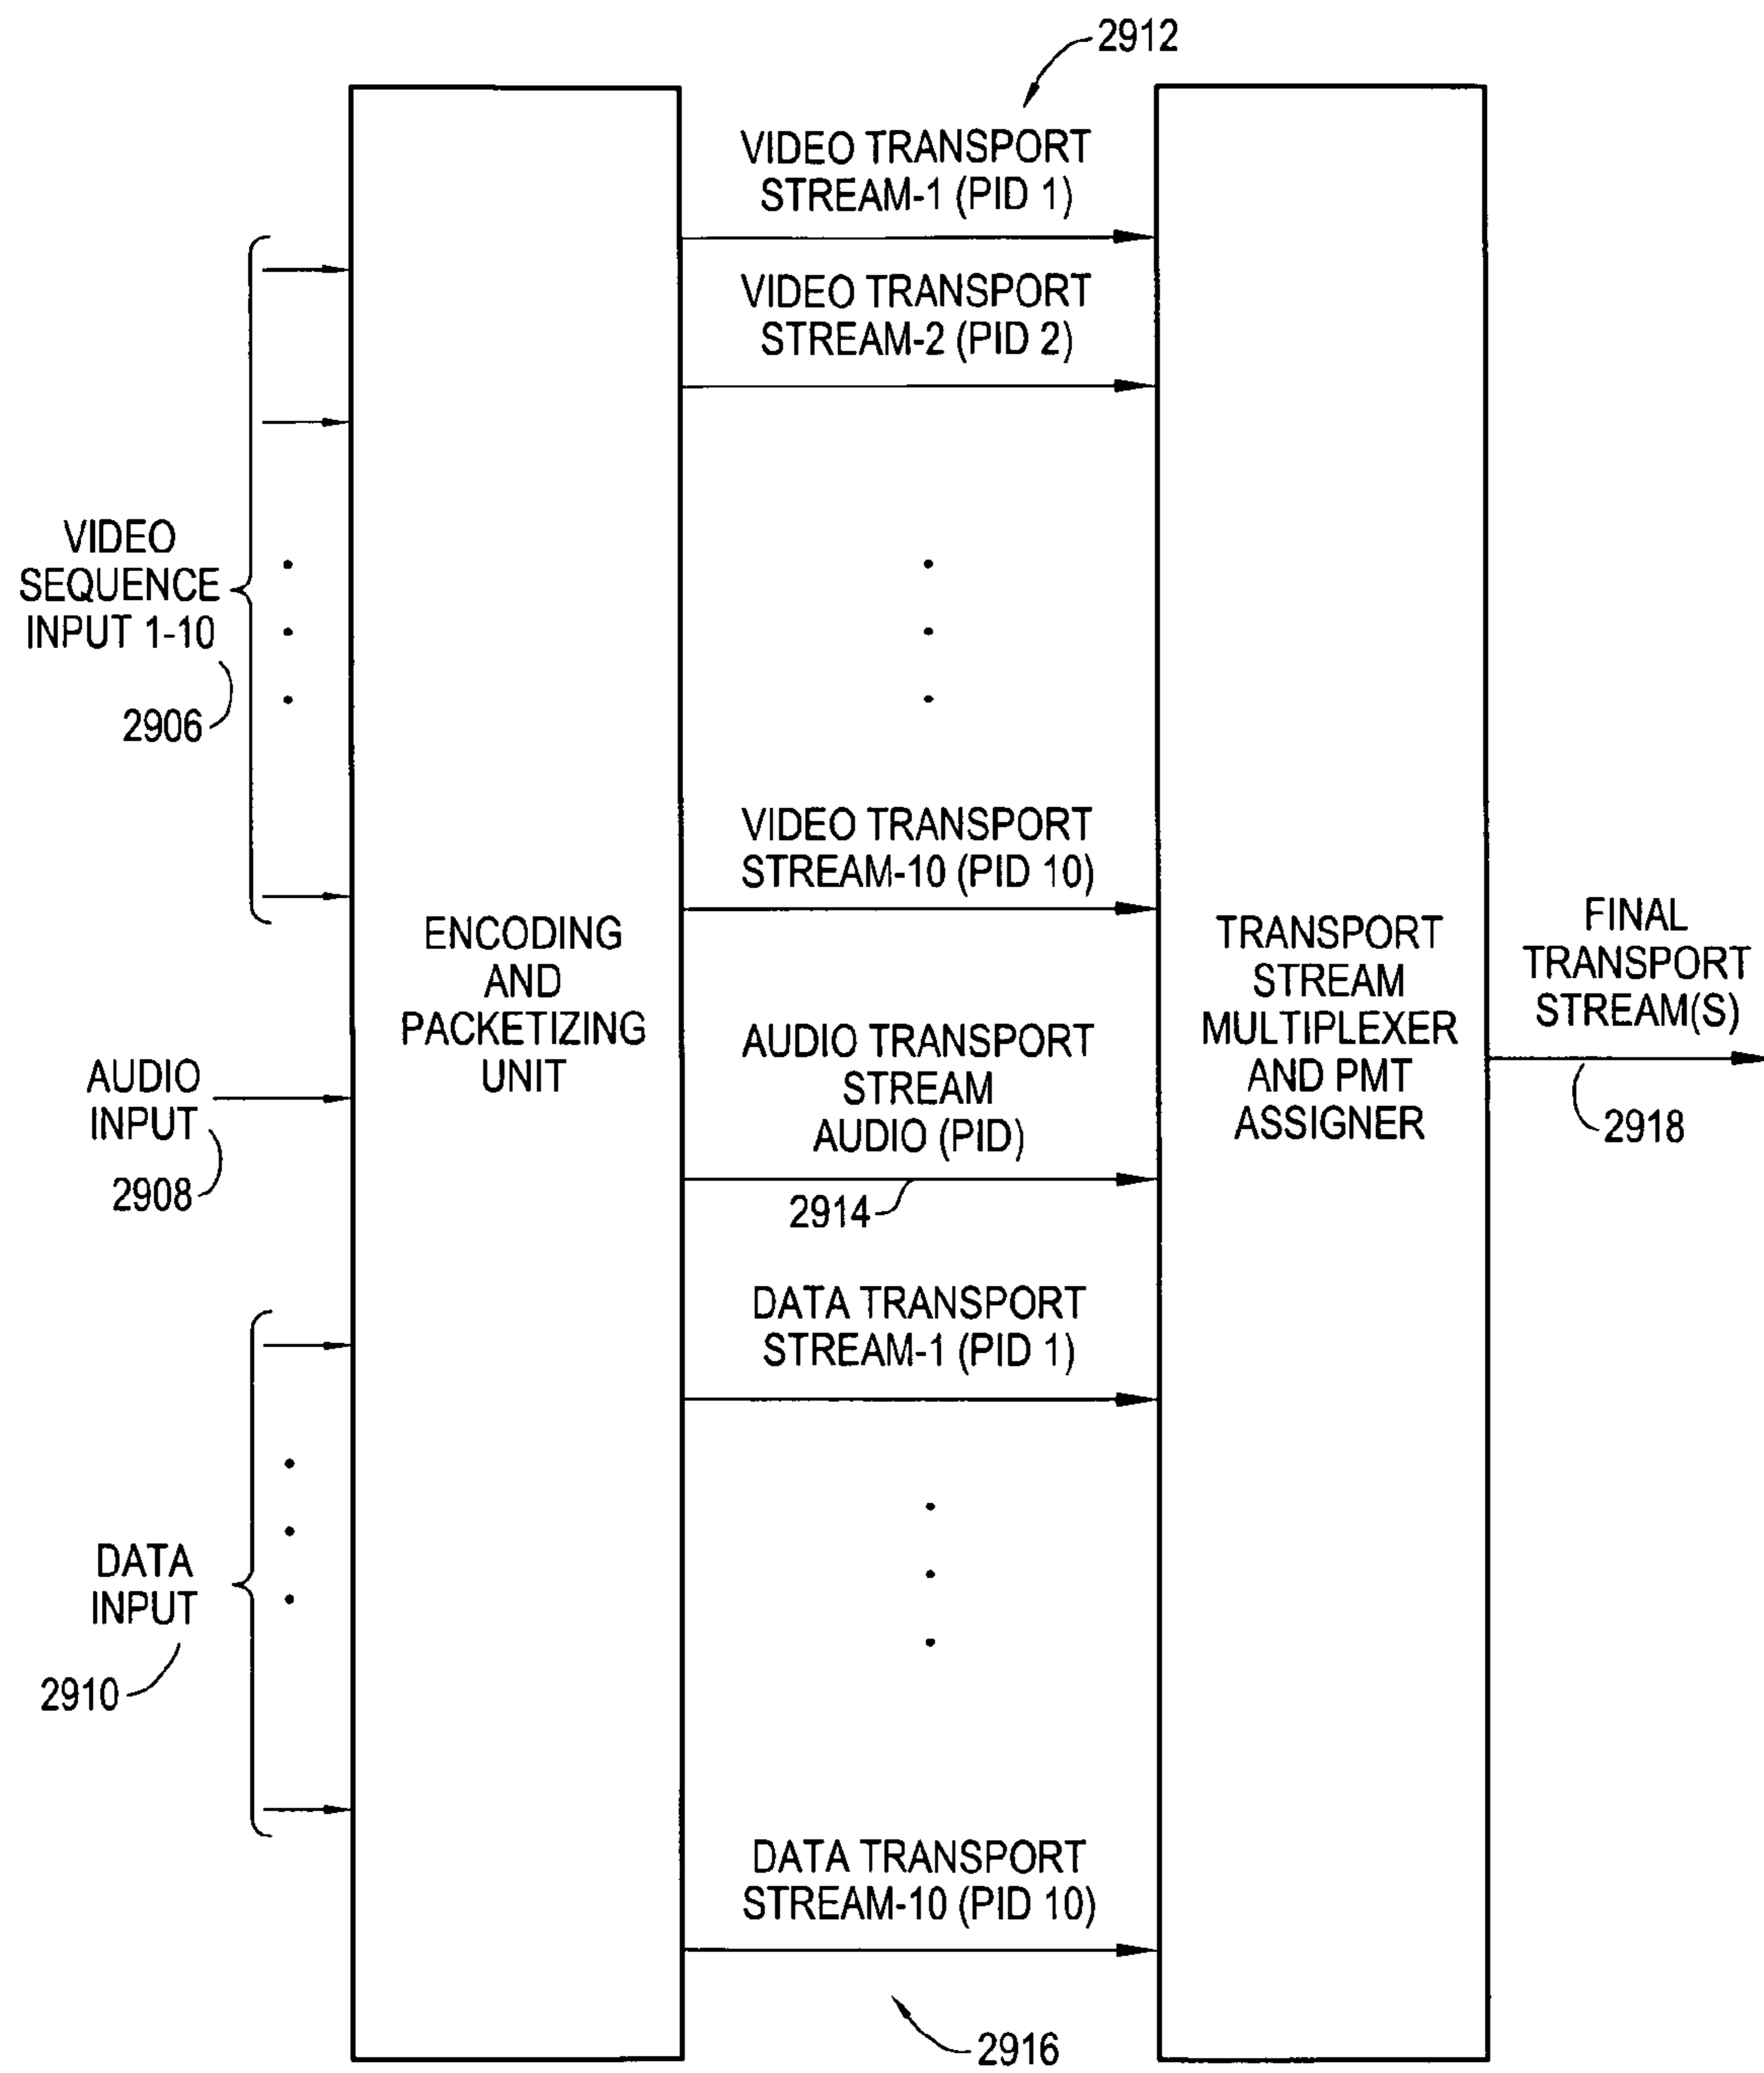 2912
VIDEO TRANSPORT
STREAM-1 (PID 1)
VIDEO TRANSPORT
STREAM-2 (PID 2)
VIDEO
SEQUENCE
INPUT 1-10
2906
VIDEO TRANSPORT
STREAM-10 (PID 10)
ENCODING
AND
PACKETIZING
UNIT
TRANSPORT
STREAM
MULTIPLEXER
AND PMT
ASSIGNER
FINAL
TRANSPORT
STREAM(S)
2918
AUDIO
INPUT
2908
AUDIO TRANSPORT
STREAM
AUDIO (PID)
2914
DATA TRANSPORT
STREAM-1 (PID 1)
DATA
INPUT
2910
DATA TRANSPORT
STREAM-10 (PID 10)
2916